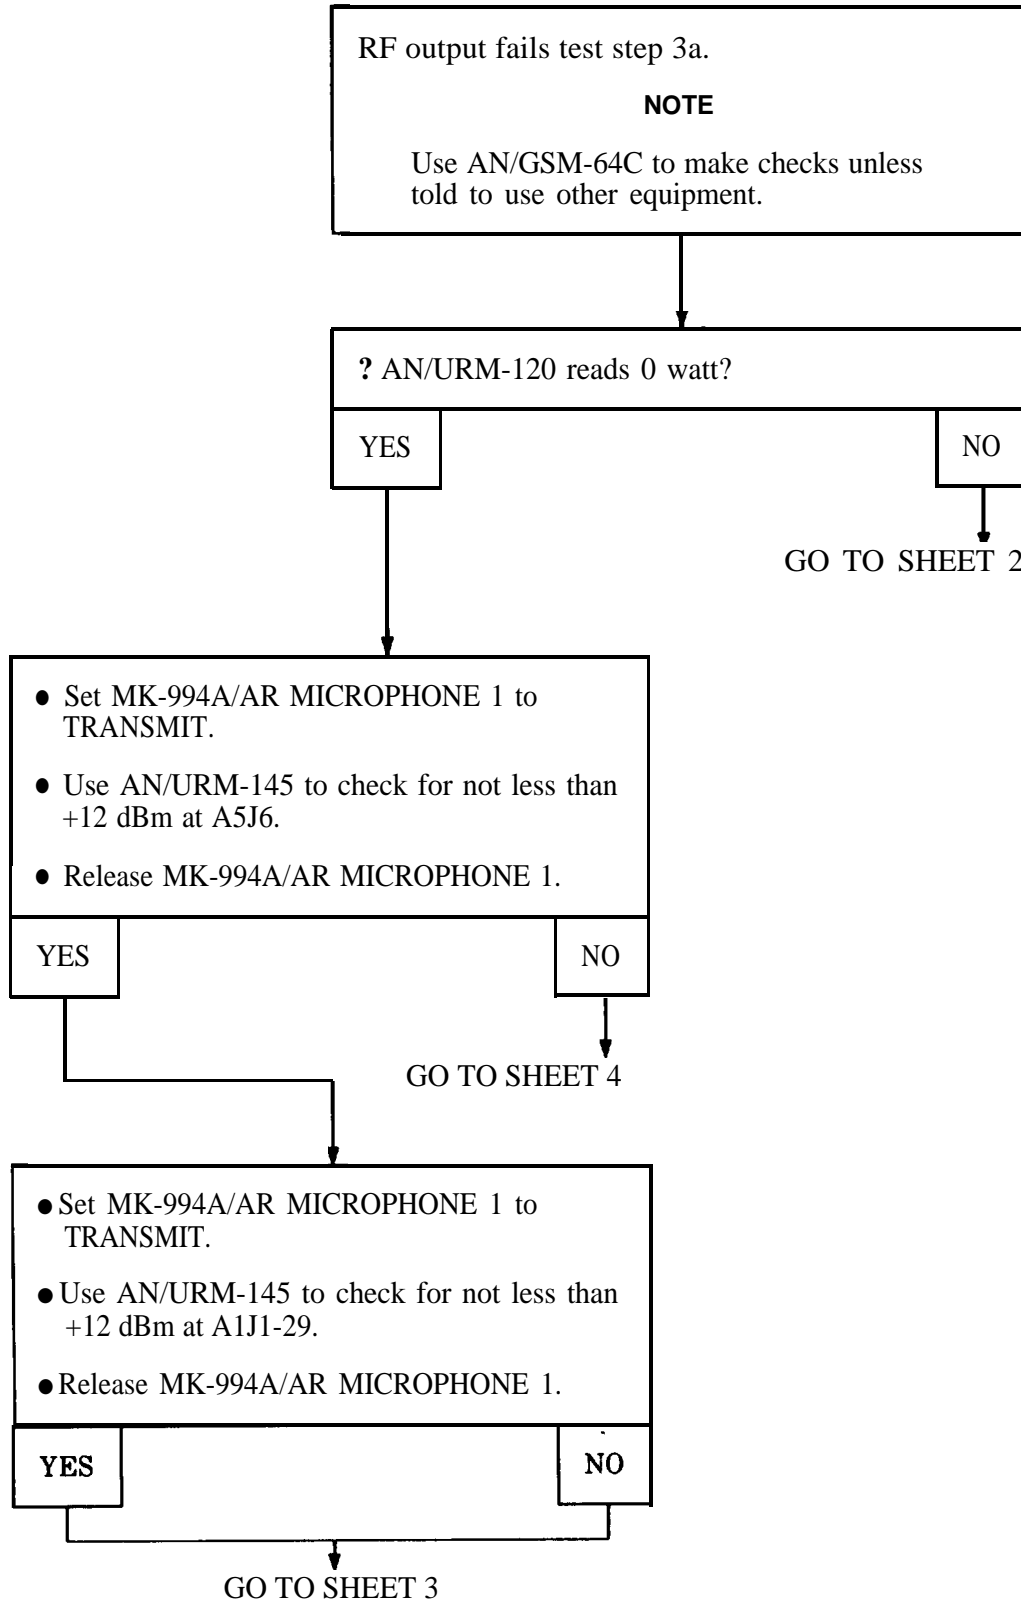 RF output fails test step 3a.
NOTE
Use AN/GSM-64C to make checks unless
told to use other equipment.
? AN/URM-120 reads 0 watt?
YES
NO
GO TO SHEET 2
● Set MK-994A/AR MICROPHONE 1 to
TRANSMIT.
● Use AN/URM-145 to check for not less than
+12 dBm at A5J6.
● Release MK-994A/AR MICROPHONE 1.
YES
NO
GO TO SHEET 4
● Set MK-994A/AR MICROPHONE 1 to
TRANSMIT.
● Use AN/URM-145 to check for not less than
+12 dBm at A1J1-29.
● Release MK-994A/AR MICROPHONE 1.
YES
NO
GO TO SHEET 3